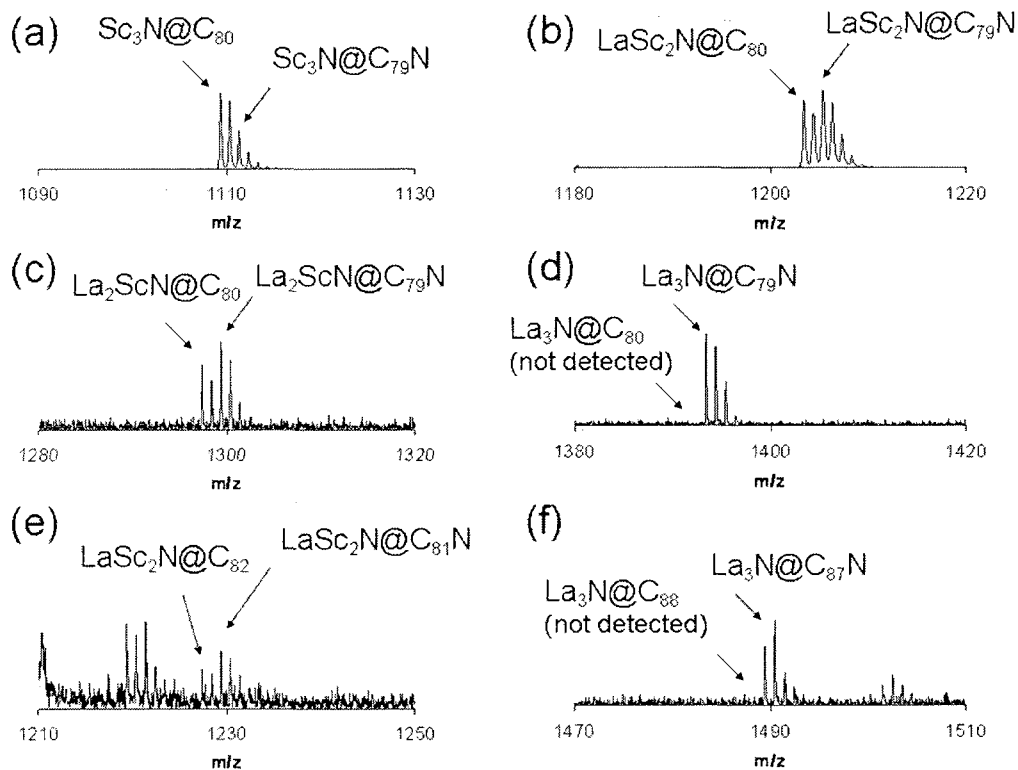 (a)
Sc₃N@C₈₀
Sc₃N@C₇₉N
1090 1110 1130
m/z
(b)
LaSc₂N@C₈₀
LaSc₂N@C₇₉N
1180 1200 1220
m/z
(c)
La₂ScN@C₈₀
La₂ScN@C₇₉N
1280 1300 1320
m/z
(d)
La₃N@C₇₉N
La₃N@C₈₀
(not detected)
1380 1400 1420
m/z
(e)
LaSc₂N@C₈₂
LaSc₂N@C₈₁N
1210 1230 1250
m/z
(f)
La₃N@C₈₇N
La₃N@C₈₈
(not detected)
1470 1490 1510
m/z